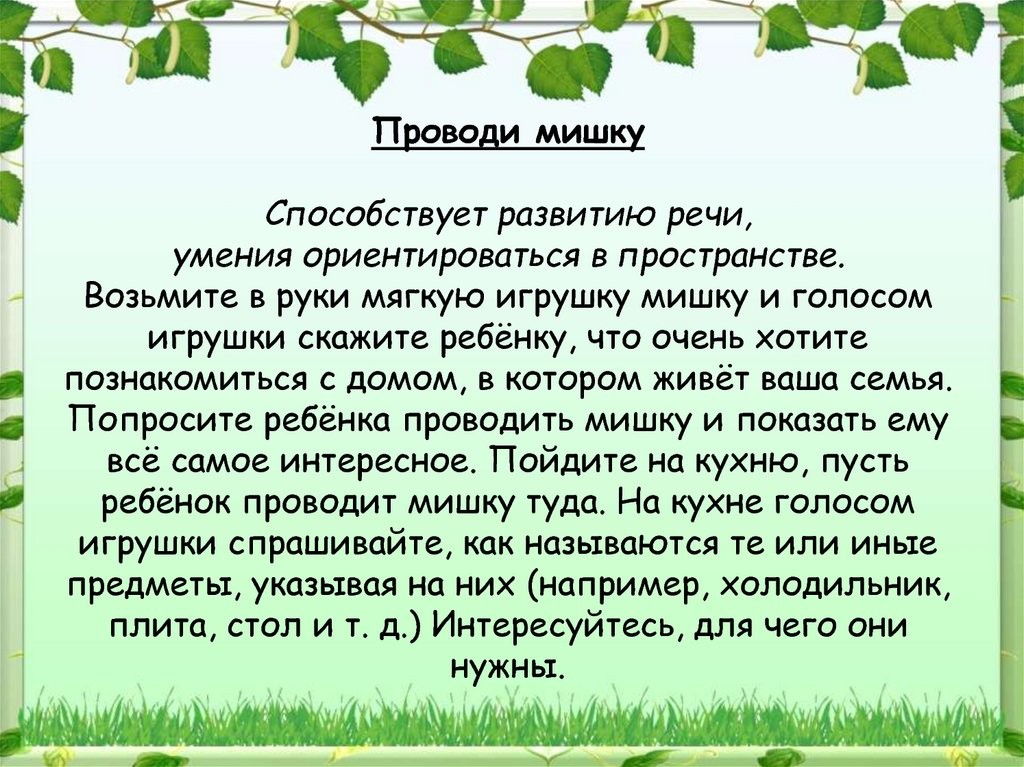 Проводи мишку
Способствует развитию речи,
умения ориентироваться в пространстве.
Возьмите в руки мягкую игрушку мишку и голосом
игрушки скажите ребёнку, что очень хотите
познакомиться с домом, в котором живёт ваша семья.
Попросите ребёнка проводить мишку и показать ему
всё самое интересное. Пойдите на кухню, пусть
ребёнок проводит мишку туда. На кухне голосом
игрушки спрашивайте, как называются те или иные
предметы, указывая на них (например, холодильник,
плита, стол и т. д.) Интересуйтесь, для чего они
нужны.